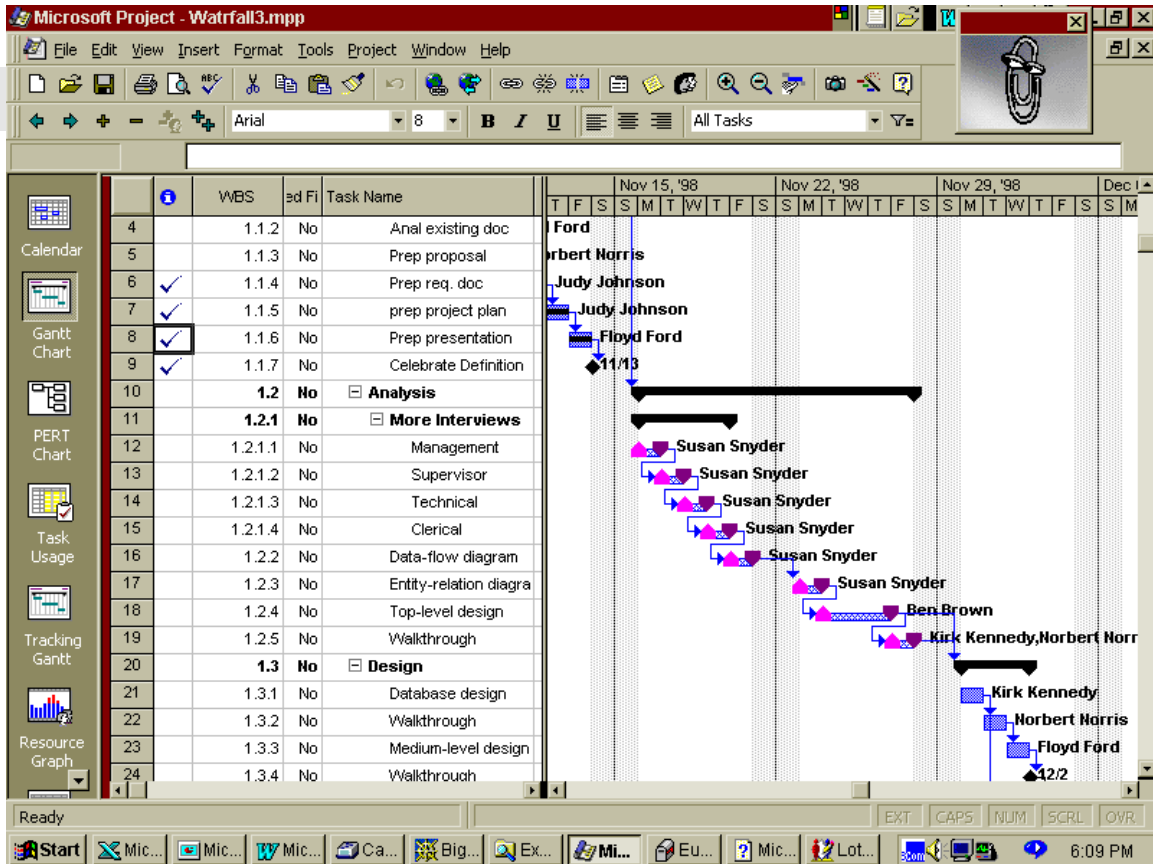 Microsoft Project - Watrfall3.mpp
File Edit View Insert Format Tools Project Window Help
Arial 8 B I U All Tasks
WBS ed Fi Task Name Nov 15, '98 Nov 22, '98 Nov 29, '98 Dec
T F S S M T W T F S S M T W T F S S M T W T F S S M
4 1.1.2 No Anal existing doc Ford
5 1.1.3 No Prep proposal rbert Norris
6 1.1.4 No Prep req. doc Judy Johnson
7 1.1.5 No prep project plan Judy Johnson
8 1.1.6 No Prep presentation Floyd Ford
9 1.1.7 No Celebrate Definition 11/13
10 1.2 No Analysis
11 1.2.1 No More Interviews
12 1.2.1.1 No Management Susan Snyder
13 1.2.1.2 No Supervisor Susan Snyder
14 1.2.1.3 No Technical Susan Snyder
15 1.2.1.4 No Clerical Susan Snyder
16 1.2.2 No Data-flow diagram Susan Snyder
17 1.2.3 No Entity-relation diagra Susan Snyder
18 1.2.4 No Top-level design Ben Brown
19 1.2.5 No Walkthrough Kirk Kennedy,Norbert Norr
20 1.3 No Design
21 1.3.1 No Database design Kirk Kennedy
22 1.3.2 No Walkthrough Norbert Norris
23 1.3.3 No Medium-level design Floyd Ford
24 1.3.4 No Walkthrough 12/2
Calendar
Gantt
Chart
PERT
Chart
Task
Usage
Tracking
Gantt
Resource
Graph
Ready EXT CAPS NUM SCRL OVR
Start Mic... Mic... Mic... Ca... Big... Ex... Mi... Eu... Mic... Lot... 3Com 6:09 PM